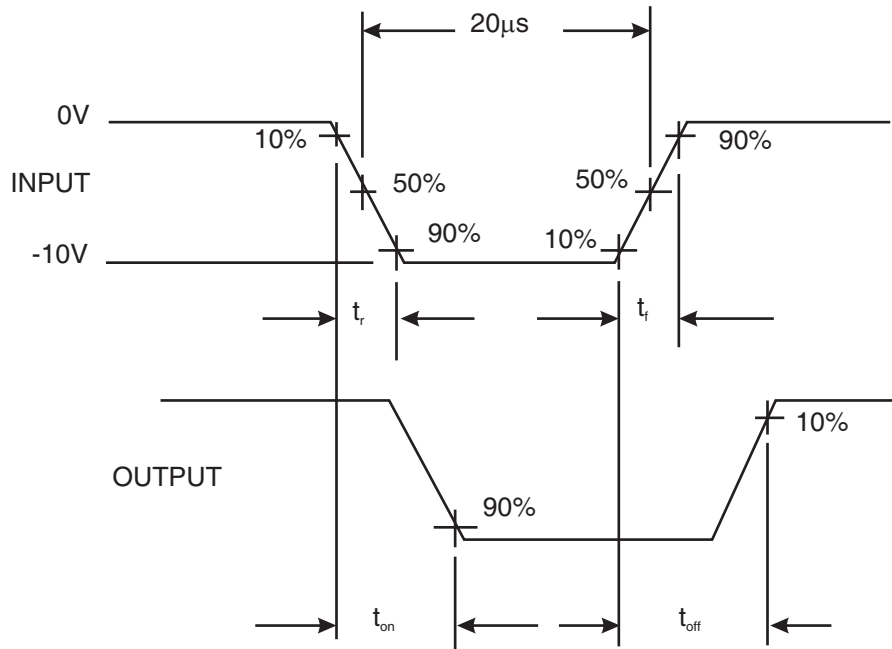 20μs
0V
10%
90%
INPUT
50%
50%
90%
10%
-10V
tr
tf
10%
OUTPUT
90%
ton
toff